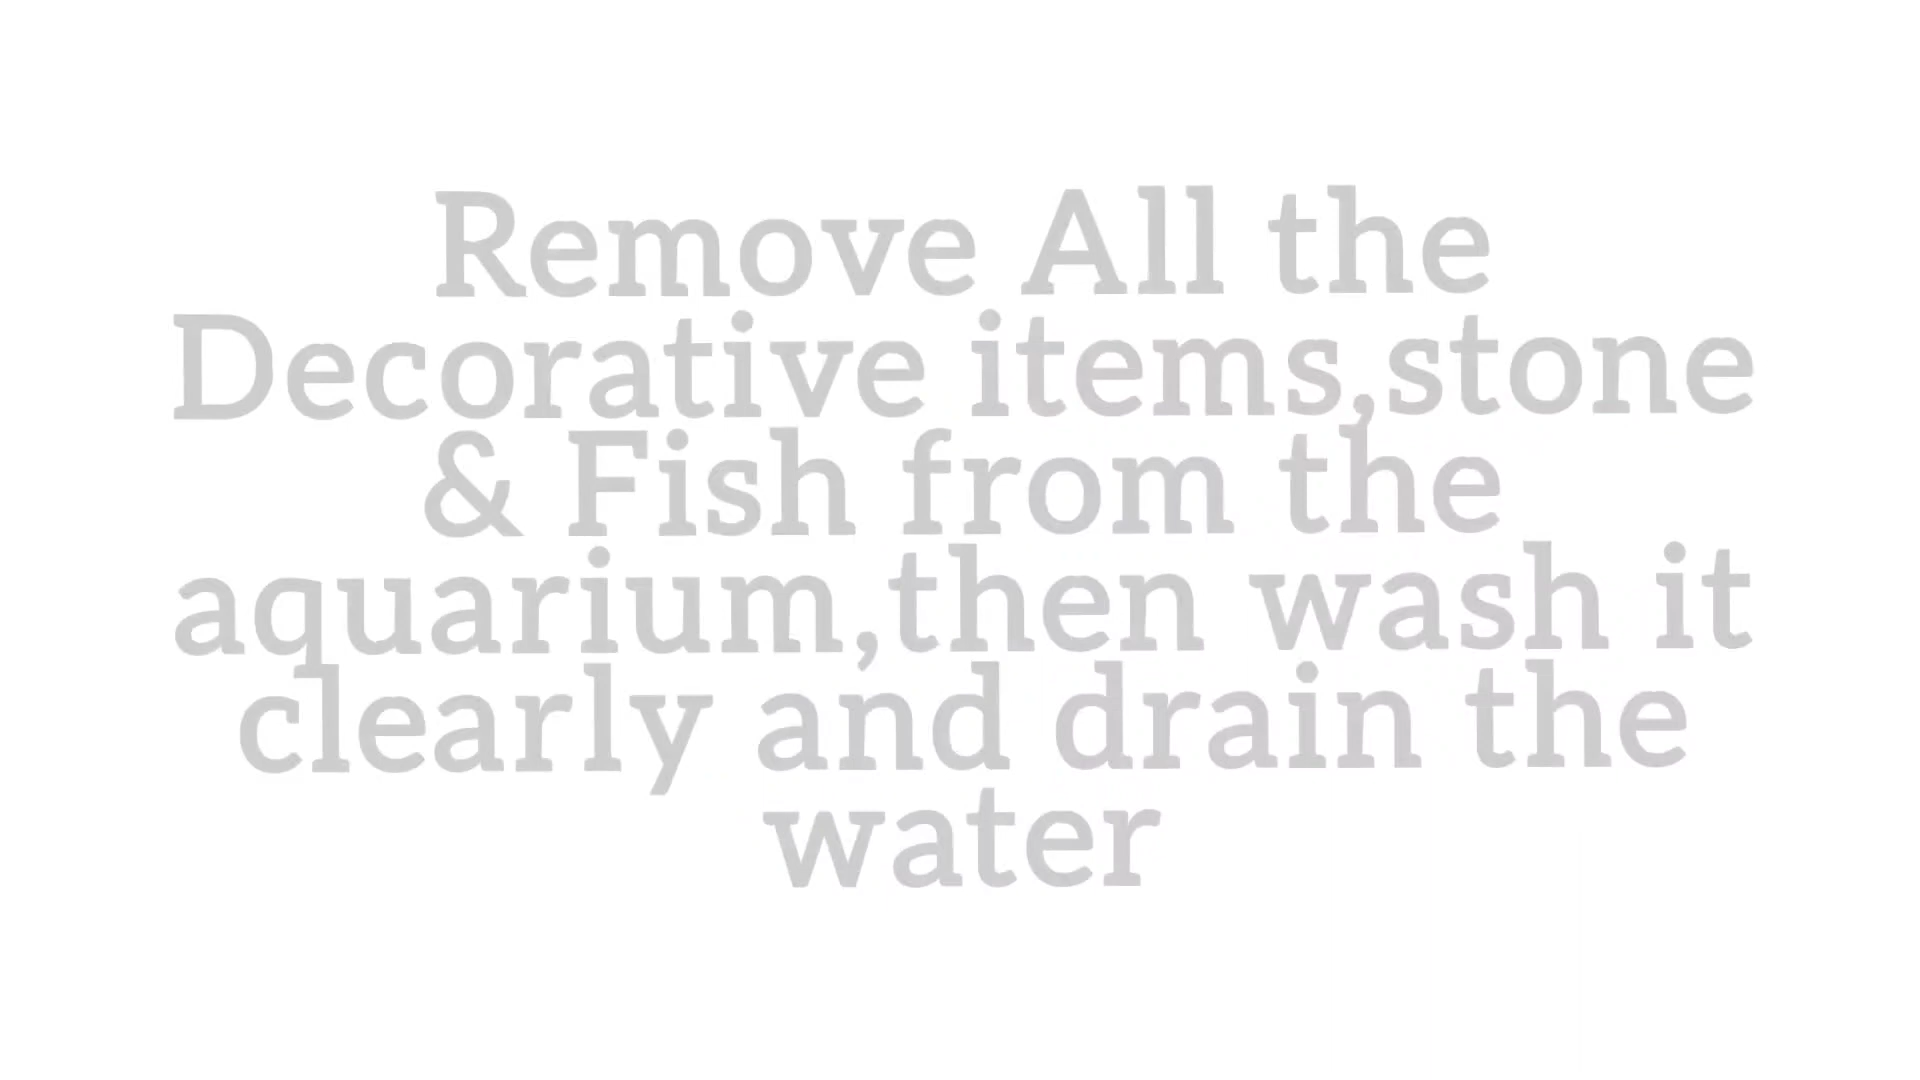 Remove All the
Decorative items,stone
& Fish from the
aquarium,then wash it
clearly and drain the
water